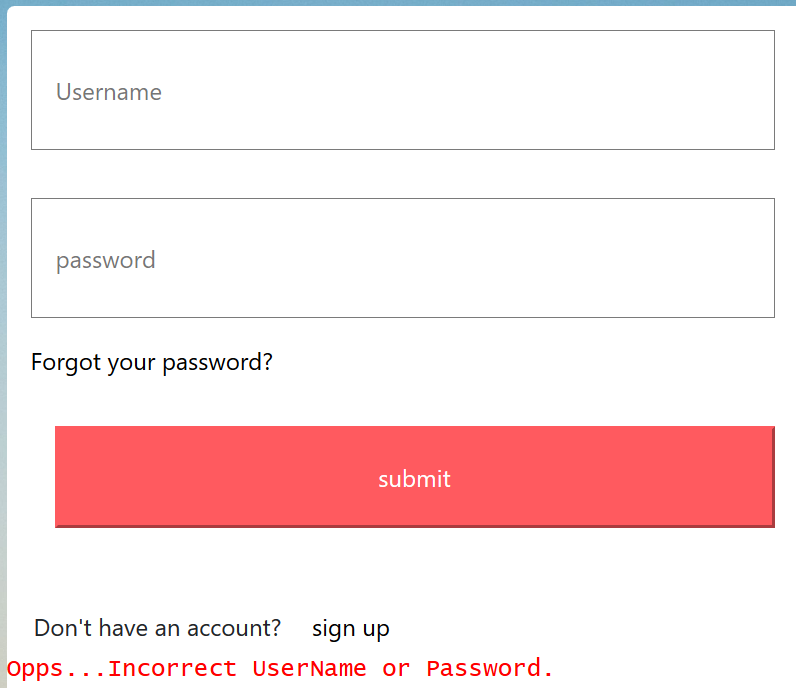 Username
password
Forgot your password?
submit
Don't have an account? sign up
Opps...Incorrect UserName or Password.